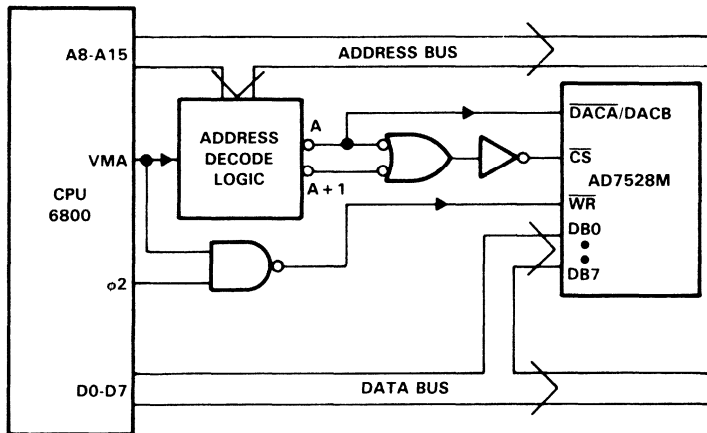 A8-A15
ADDRESS BUS
ADDRESS
DECODE
LOGIC
A
A + 1
VMA
CPU
6800
φ2
D0-D7
DATA BUS
DACA/DACB
CS
AD7528M
WR
DB0
DB7